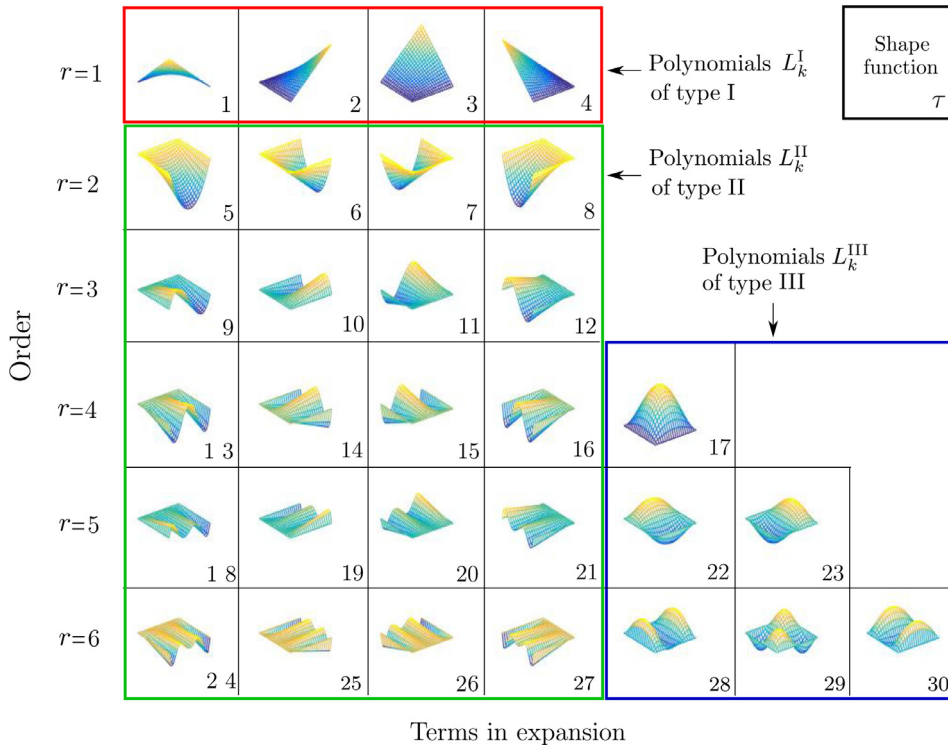 r=1
1
2
3
4
Polynomials L_k^I
of type I
Shape
function
τ
r=2
5
6
7
8
Polynomials L_k^II
of type II
r=3
9
10
11
12
Polynomials L_k^III
of type III
Order
r=4
1 3
14
15
16
17
r=5
1 8
19
20
21
22
23
r=6
2 4
25
26
27
28
29
30
Terms in expansion